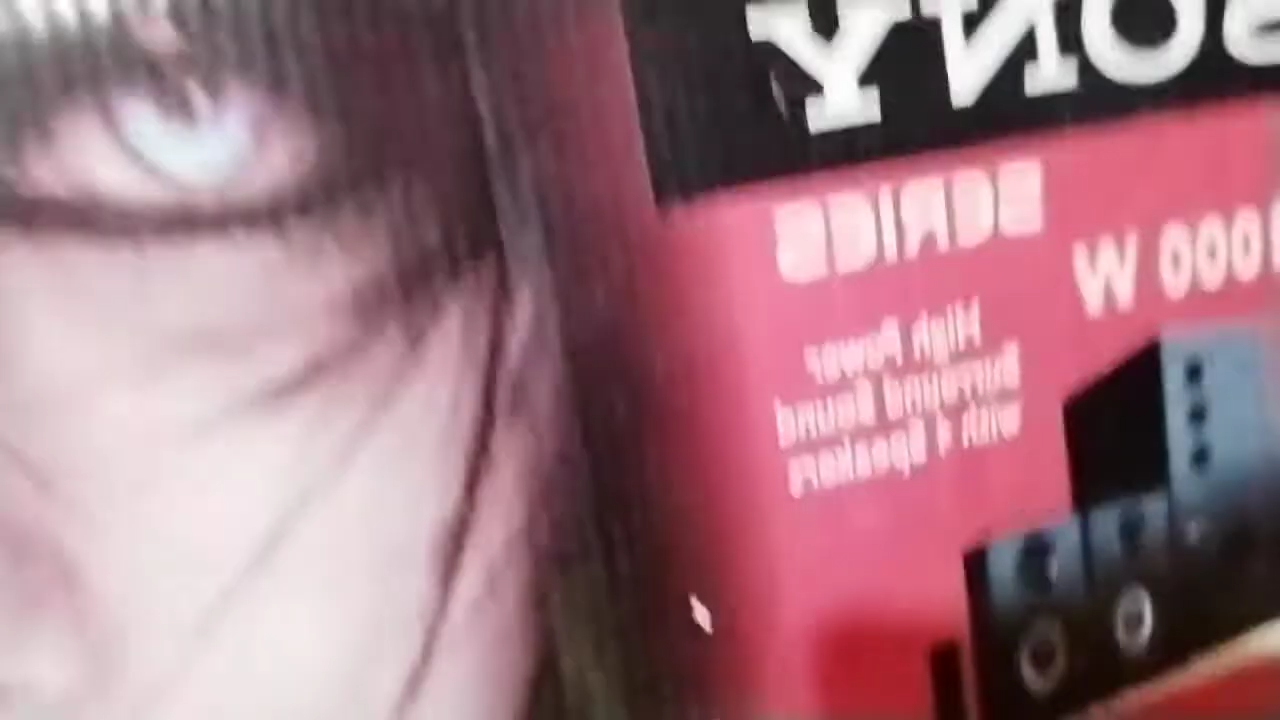 SONY
SERIES
000 W
High Power
Surround Sound
with 4 Speakers